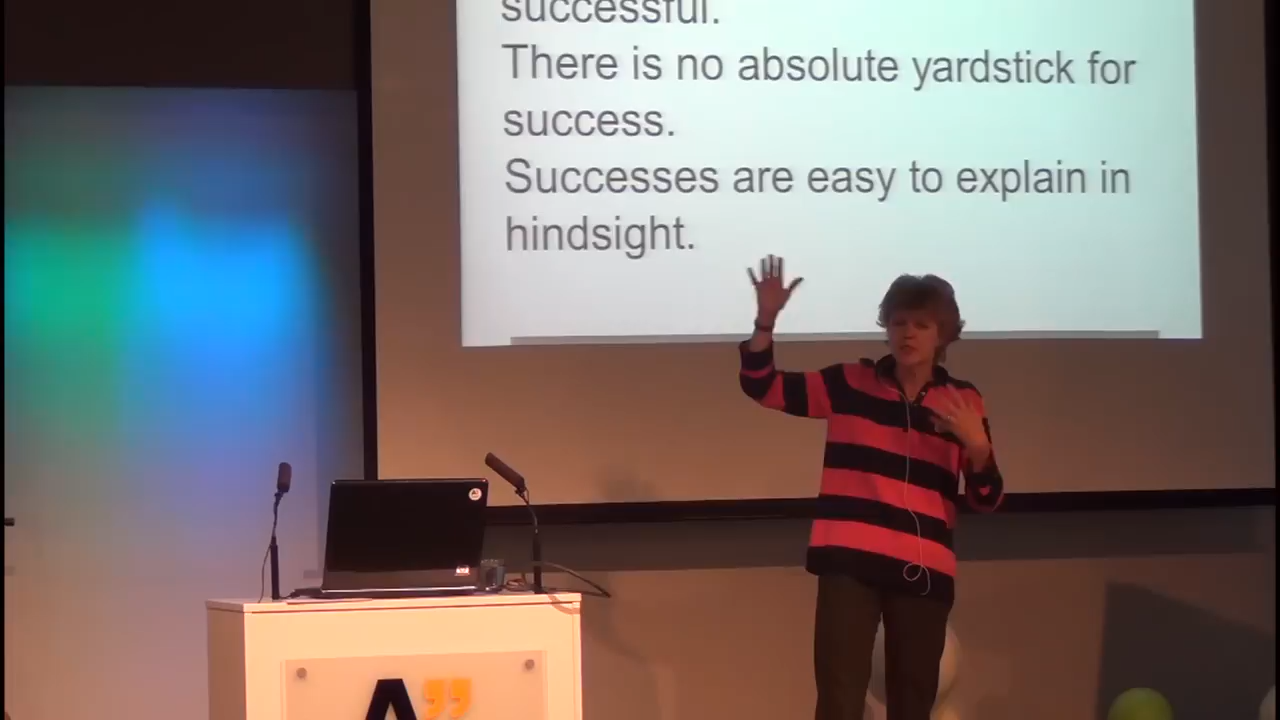 successful.
There is no absolute yardstick for
success.
Successes are easy to explain in
hindsight.
A”